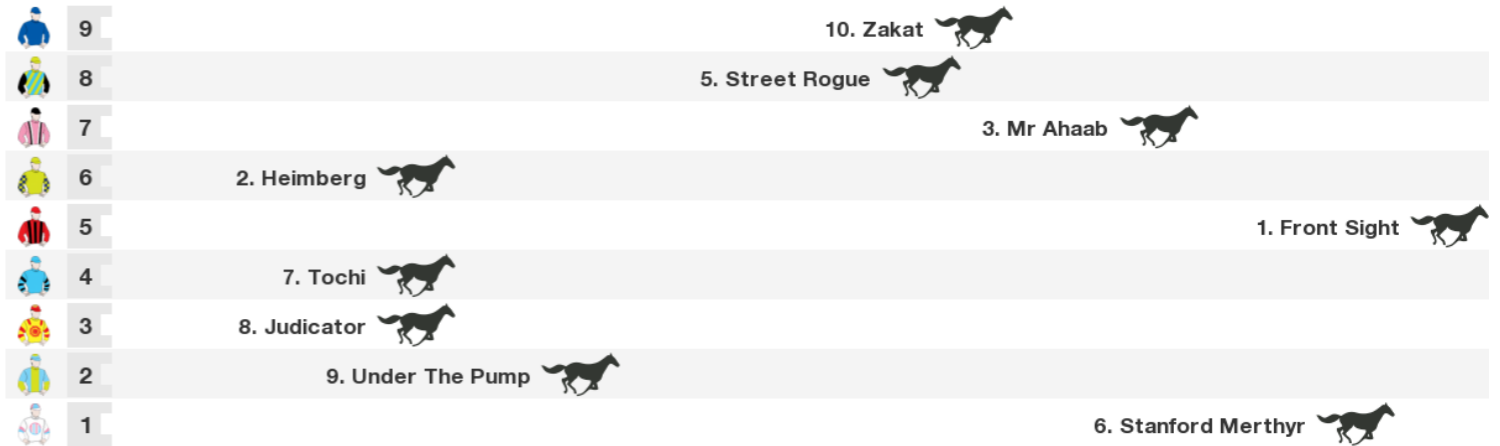 9 10. Zakat
8 5. Street Rogue
7 3. Mr Ahaab
6 2. Heimberg
5 1. Front Sight
4 7. Tochi
3 8. Judicator
2 9. Under The Pump
1 6. Stanford Merthyr